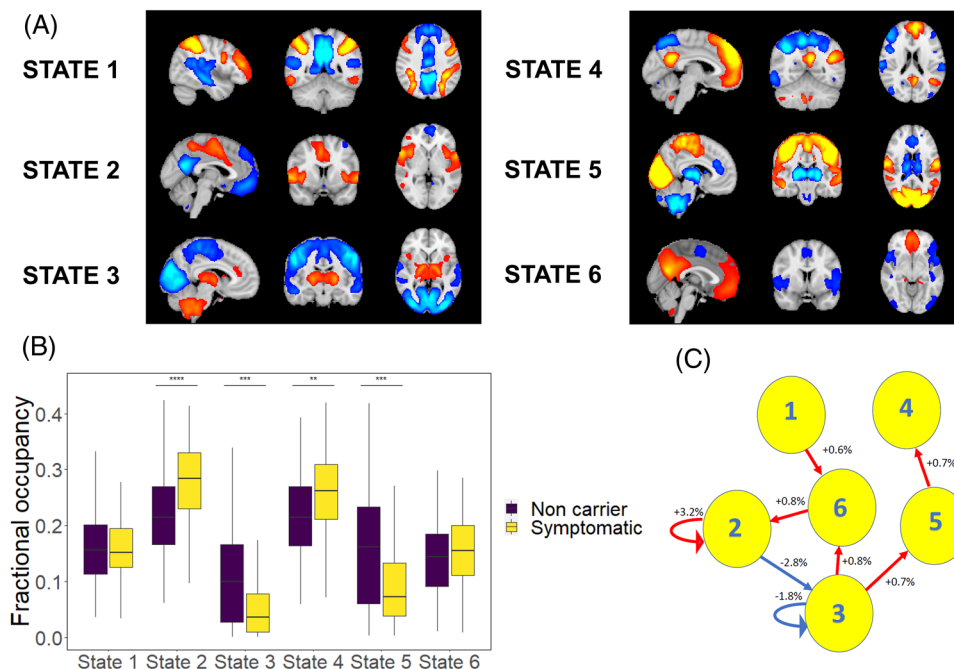 (A)
STATE 1
STATE 2
STATE 3
STATE 4
STATE 5
STATE 6
(B)
Fractional occupancy
0.4
0.3
0.2
0.1
0.0
****
***
**
***
State 1 State 2 State 3 State 4 State 5 State 6
Non carrier
Symptomatic
(C)
1
4
+0.6%
+0.7%
+0.8%
+3.2%
2
6
5
-2.8%
+0.8%
+0.7%
-1.8%
3